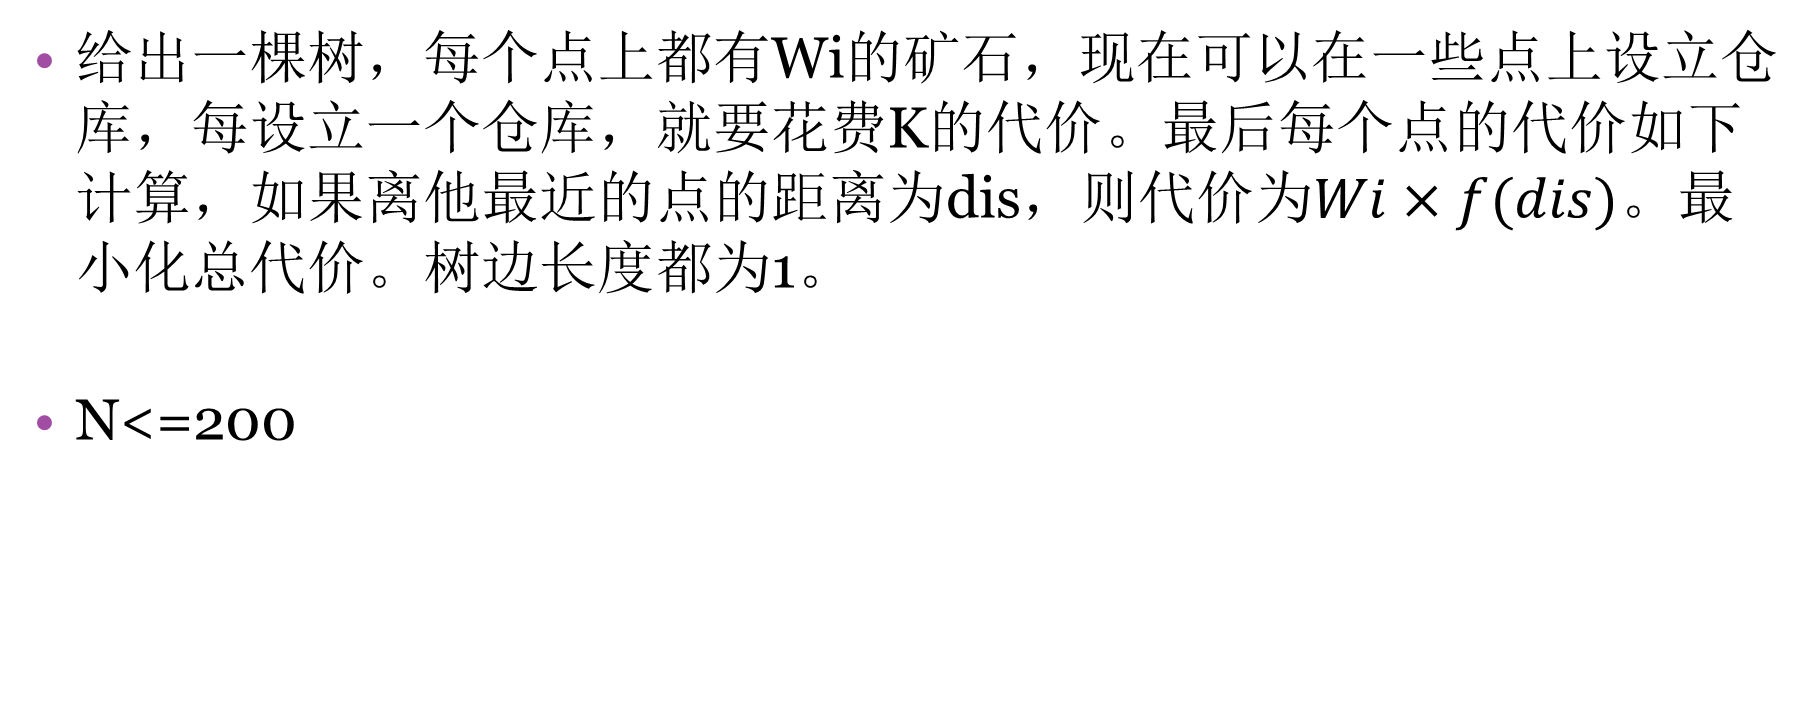 • 给出一棵树，每个点上都有Wi的矿石，现在可以在一些点上设立仓
库，每设立一个仓库，就要花费K的代价。最后每个点的代价如下
计算，如果离他最近的点的距离为dis，则代价为Wi × f(dis)。最
小化总代价。树边长度都为1。
• N<=200